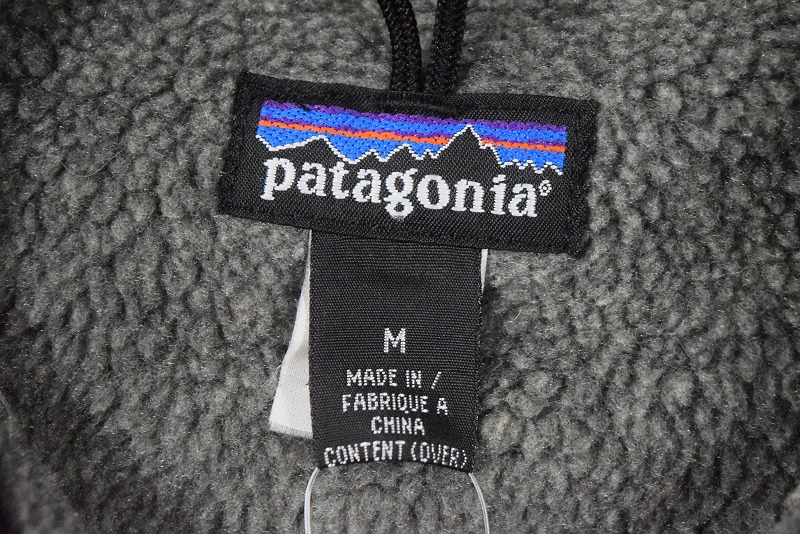 patagonia®
M
MADE IN /
FABRIQUE A
CHINA
CONTENT (OVER)